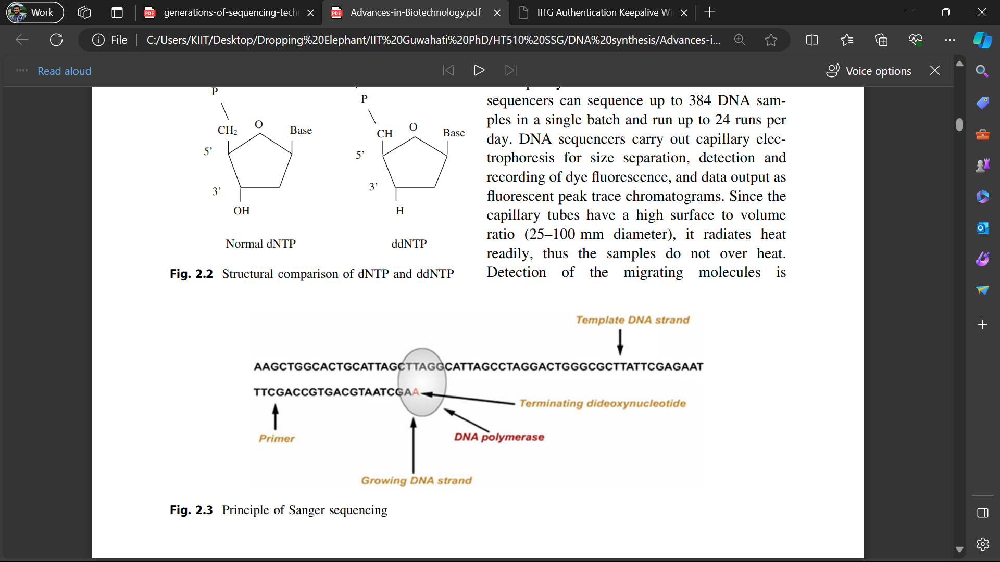 Work
generations-of-sequencing-techn
Advances-in-Biotechnology.pdf
IITG Authentication Keepalive Wi
File
C:/Users/KIIT/Desktop/Dropping%20Elephant/IIT%20Guwahati%20PhD/HT510%20SSG/DNA%20synthesis/Advances-i...
Read aloud
Voice options
P
CH2
O
Base
5’
3’
OH
Normal dNTP
P
CH
O
Base
5’
3’
H
ddNTP
Fig. 2.2 Structural comparison of dNTP and ddNTP
sequencers can sequence up to 384 DNA sam-
ples in a single batch and run up to 24 runs per
day. DNA sequencers carry out capillary elec-
trophoresis for size separation, detection and
recording of dye fluorescence, and data output as
fluorescent peak trace chromatograms. Since the
capillary tubes have a high surface to volume
ratio (25–100 mm diameter), it radiates heat
readily, thus the samples do not over heat.
Detection of the migrating molecules is
Template DNA strand
AAGCTGGCACTGCATTAGCTTAGGCATTAGCCTAGGACTGGGCGCTTATTCGAGAAT
TTCGACCGTGACGTAATCGAA
Terminating dideoxynucleotide
Primer
DNA polymerase
Growing DNA strand
Fig. 2.3 Principle of Sanger sequencing